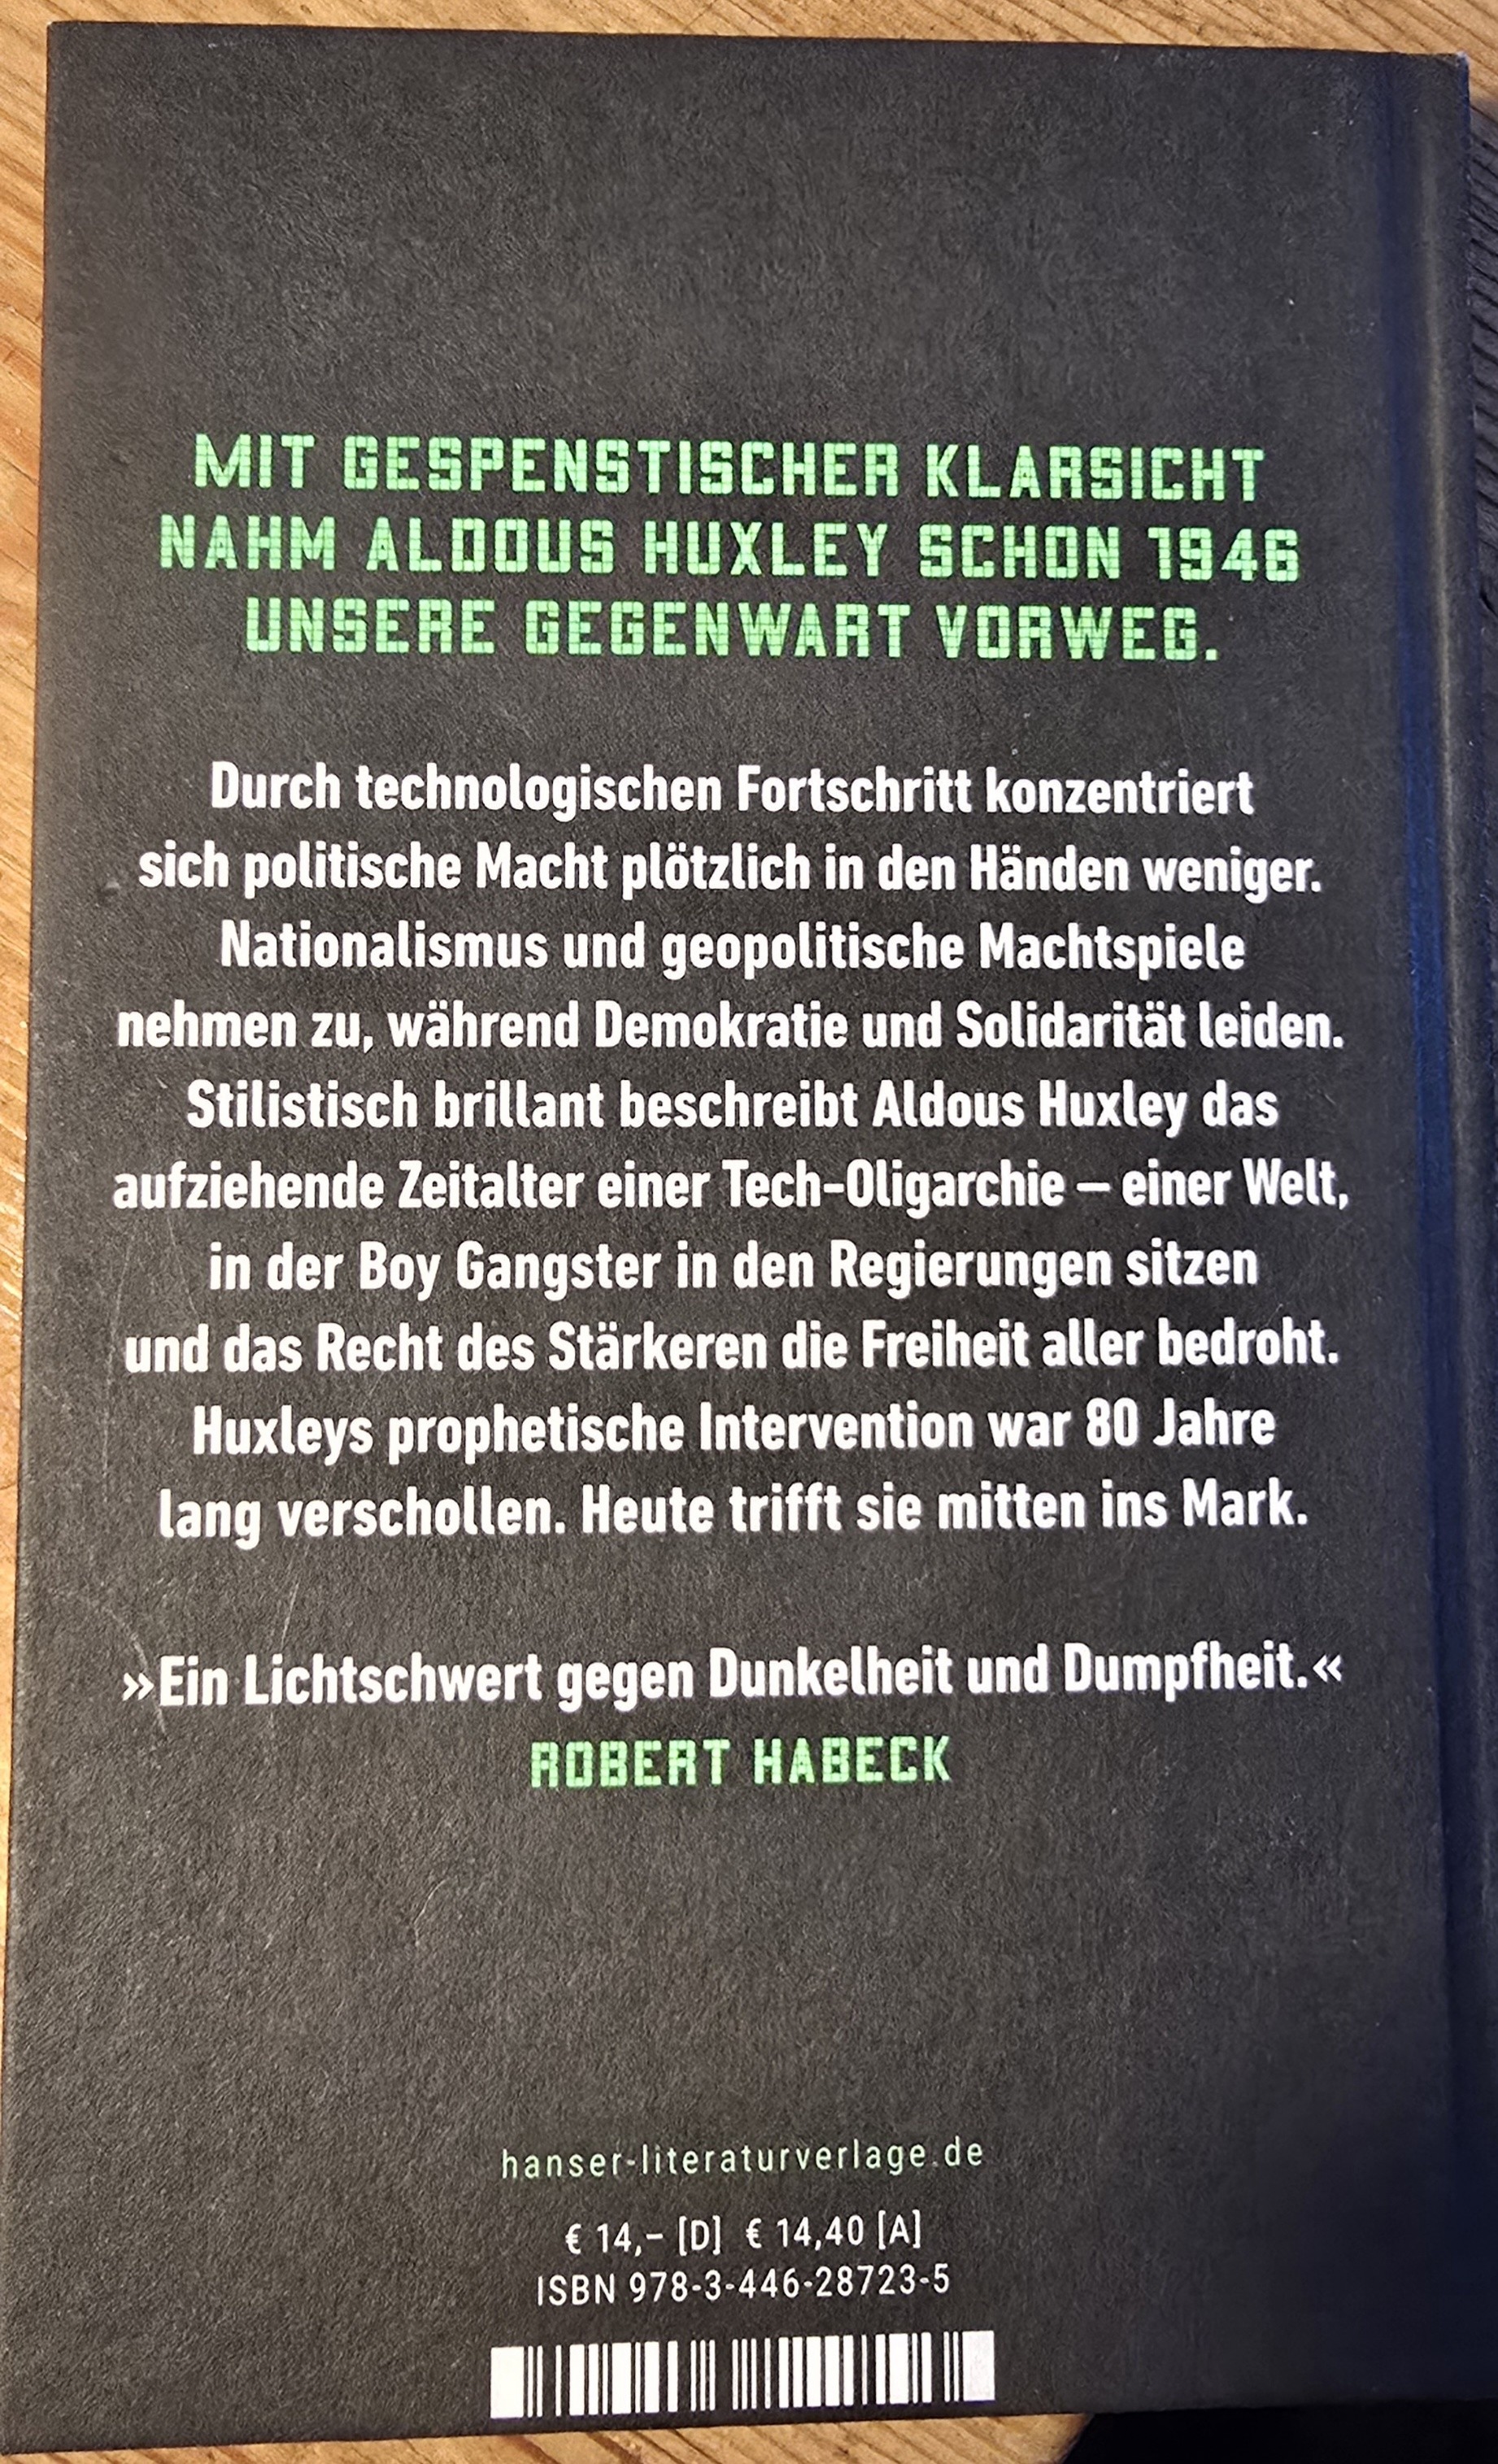 MIT GESPENSTISCHER KLARSICHT
NAHM ALDOUS HUXLEY SCHON 1946
UNSERE GEGENWART VORWEG.
Durch technologischen Fortschritt konzentriert
sich politische Macht plötzlich in den Händen weniger.
Nationalismus und geopolitische Machtspiele
nehmen zu, während Demokratie und Solidarität leiden.
Stilistisch brillant beschreibt Aldous Huxley das
aufziehende Zeitalter einer Tech-Oligarchie – einer Welt,
in der Boy Gangster in den Regierungen sitzen
und das Recht des Stärkeren die Freiheit aller bedroht.
Huxleys prophetische Intervention war 80 Jahre
lang verschollen. Heute trifft sie mitten ins Mark.
»Ein Lichtschwert gegen Dunkelheit und Dumpfheit.«
ROBERT HABECK
hanser-literaturverlage.de
€ 14,– [D] € 14,40 [A]
ISBN 978-3-446-28723-5